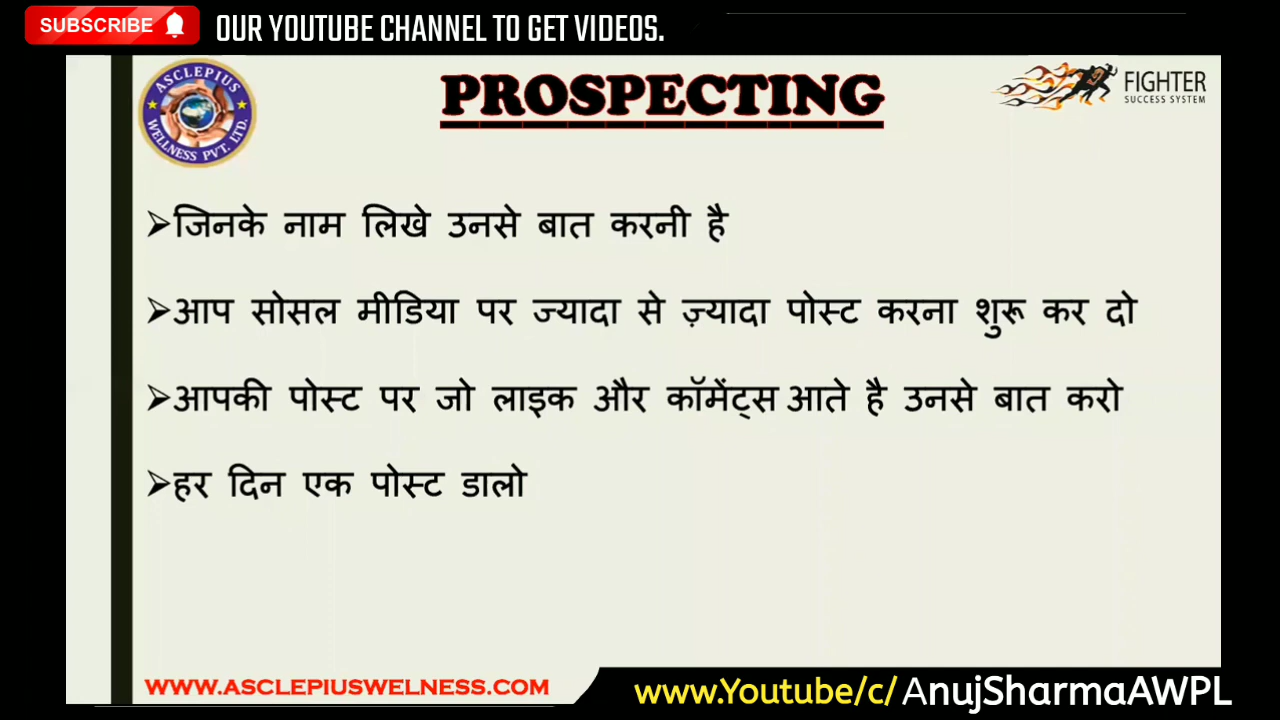 SUBSCRIBE OUR YOUTUBE CHANNEL TO GET VIDEOS.
ASCLEPIUS
WELLNESS PVT. LTD.
PROSPECTING
FIGHTER
SUCCESS SYSTEM
➢जिनके नाम लिखे उनसे बात करनी है
➢आप सोसल मीडिया पर ज्यादा से ज़्यादा पोस्ट करना शुरू कर दो
➢आपकी पोस्ट पर जो लाइक और कॉमेंट्स आते है उनसे बात करो
➢हर दिन एक पोस्ट डालो
WWW.ASCLEPIUSWELNESS.COM
www.Youtube/c/ AnujSharmaAWPL